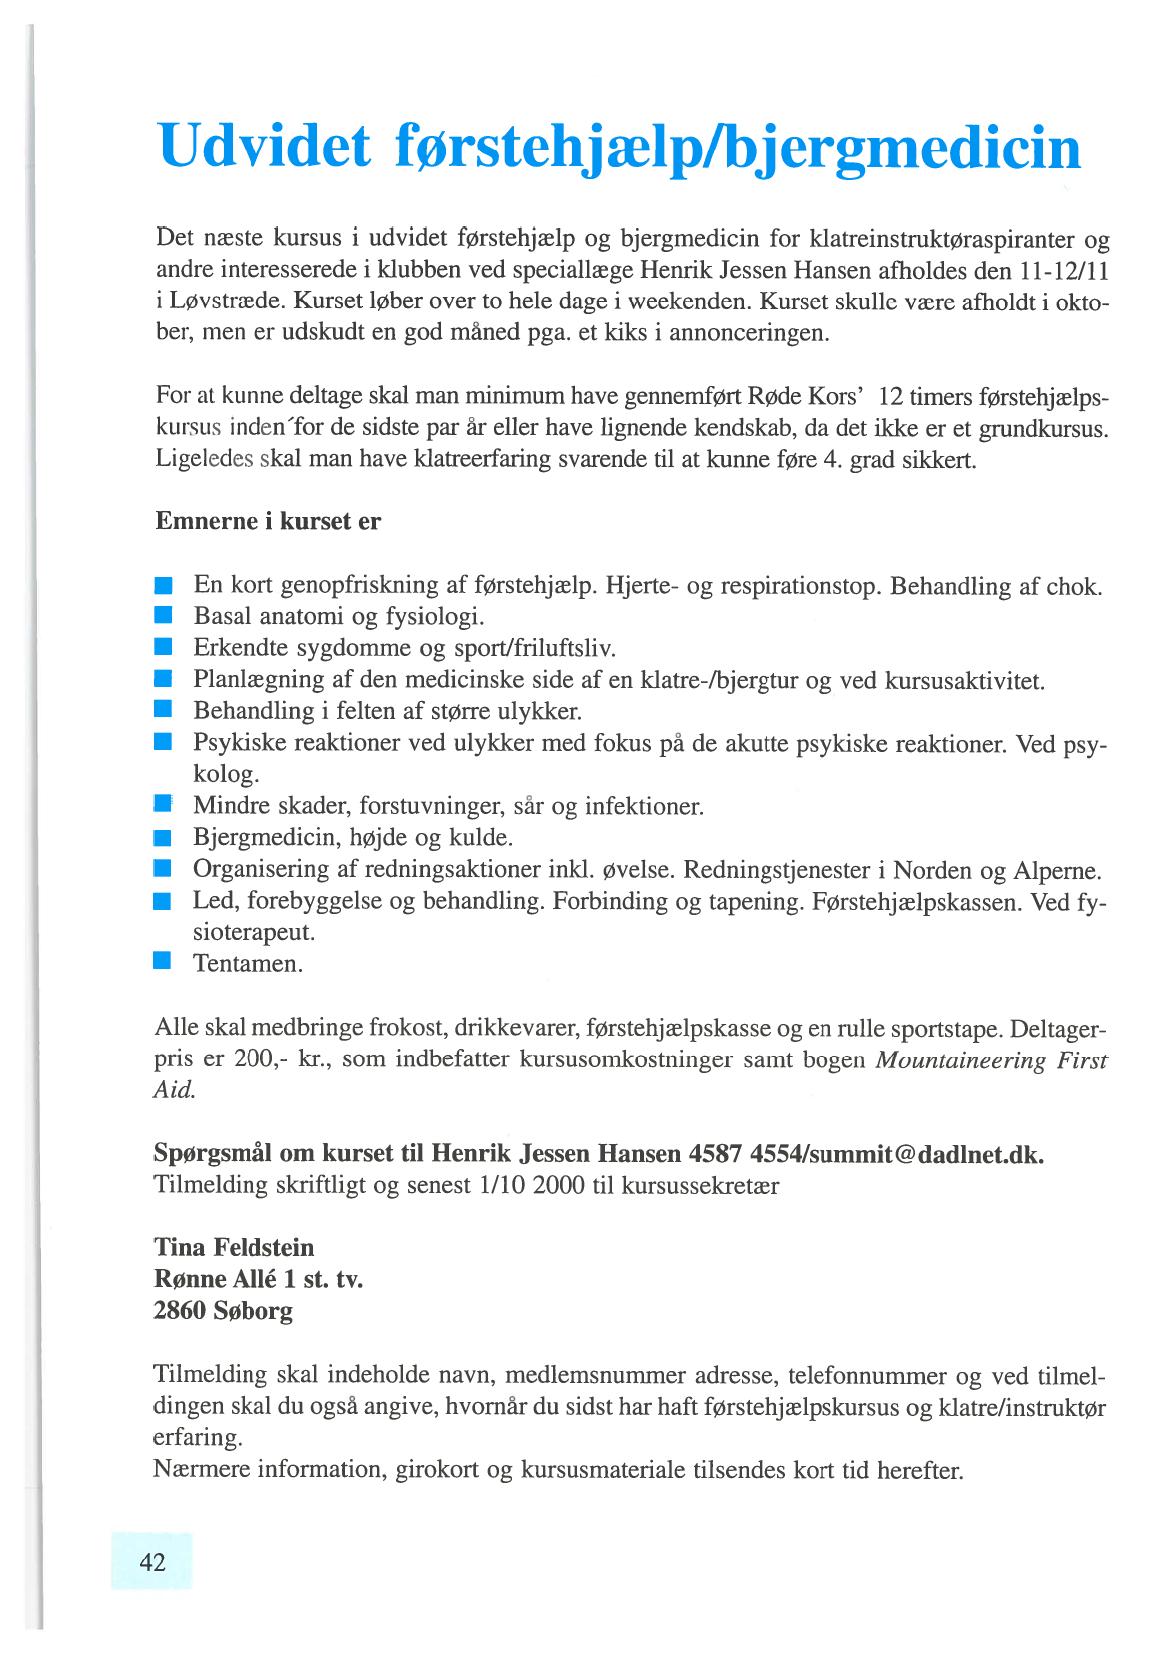 Udvidet førstehjælp/bjergmedicin
Det næste kursus i udvidet førstehjælp og bjergmedicin for klatreinstruktøraspiranter og
andre interesserede i klubben ved speciallæge Henrik Jessen Hansen afholdes den 11-12/11
i Løvstræde. Kurset løber over to hele dage i weekenden. Kurset skulle være afholdt i okto-
ber, men er udskudt en god måned pga. et kiks i annonceringen.
For at kunne deltage skal man minimum have gennemført Røde Kors' 12 timers førstehjælps-
kursus inden´for de sidste par år eller have lignende kendskab, da det ikke er et grundkursus.
Ligeledes skal man have klatreerfaring svarende til at kunne føre 4. grad sikkert.
Emnerne i kurset er
■ En kort genopfriskning af førstehjælp. Hjerte- og respirationstop. Behandling af chok.
■ Basal anatomi og fysiologi.
■ Erkendte sygdomme og sport/friluftsliv.
■ Planlægning af den medicinske side af en klatre-/bjergtur og ved kursusaktivitet.
■ Behandling i felten af større ulykker.
■ Psykiske reaktioner ved ulykker med fokus på de akutte psykiske reaktioner. Ved psy-
kolog.
■ Mindre skader, forstuvninger, sår og infektioner.
■ Bjergmedicin, højde og kulde.
■ Organisering af redningsaktioner inkl. øvelse. Redningstjenester i Norden og Alperne.
■ Led, forebyggelse og behandling. Forbinding og tapening. Førstehjælpskassen. Ved fy-
sioterapeut.
■ Tentamen.
Alle skal medbringe frokost, drikkevarer, førstehjælpskasse og en rulle sportstape. Deltager-
pris er 200,- kr., som indbefatter kursusomkostninger samt bogen Mountaineering First
Aid.
Spørgsmål om kurset til Henrik Jessen Hansen 4587 4554/summit@dadlnet.dk.
Tilmelding skriftligt og senest 1/10 2000 til kursussekretær
Tina Feldstein
Rønne Allé 1 st. tv.
2860 Søborg
Tilmelding skal indeholde navn, medlemsnummer adresse, telefonnummer og ved tilmel-
dingen skal du også angive, hvornår du sidst har haft førstehjælpskursus og klatre/instruktør
erfaring.
Nærmere information, girokort og kursusmateriale tilsendes kort tid herefter.
42